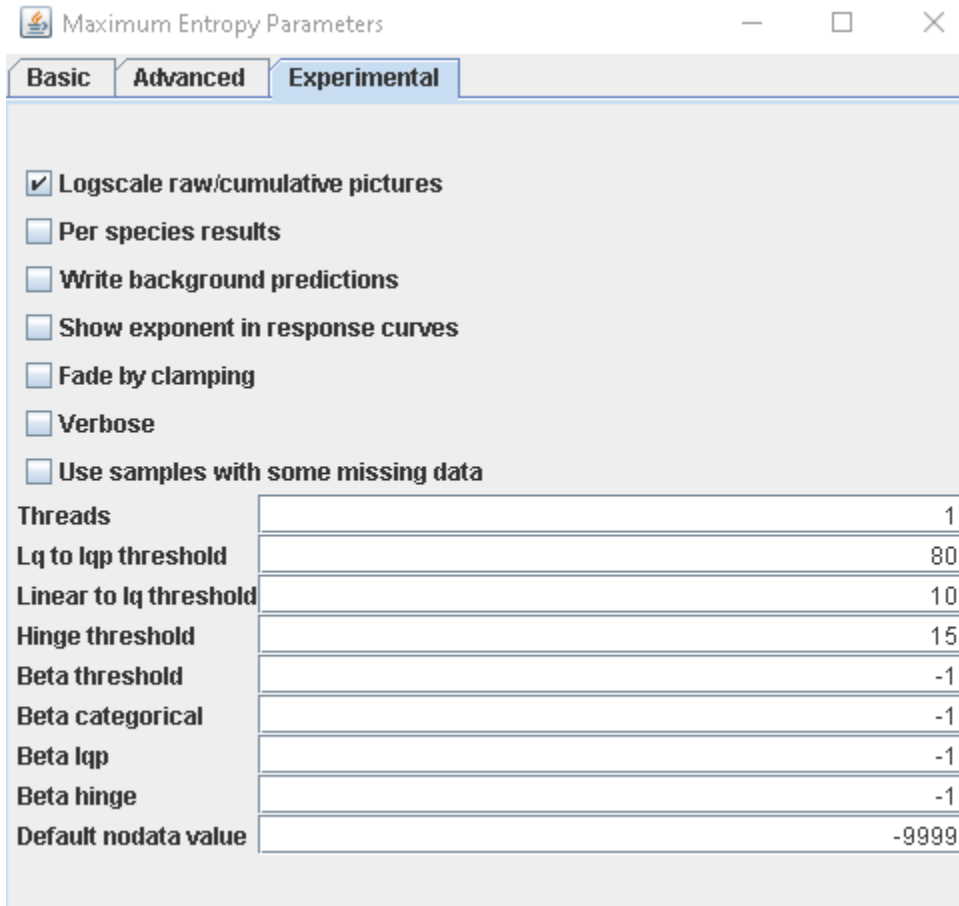 Maximum Entropy Parameters
Basic Advanced Experimental
Logscale raw/cumulative pictures
Per species results
Write background predictions
Show exponent in response curves
Fade by clamping
Verbose
Use samples with some missing data
Threads 1
Lq to lqp threshold 80
Linear to lq threshold 10
Hinge threshold 15
Beta threshold -1
Beta categorical -1
Beta lqp -1
Beta hinge -1
Default nodata value -9999